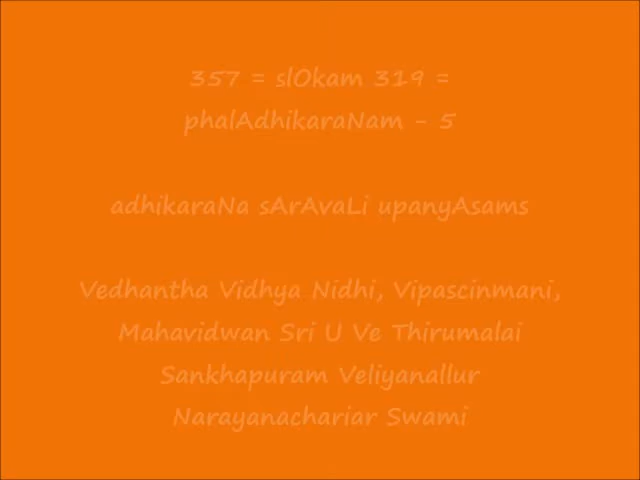 357 = slOkam 319 =
phalAdhikaraNam - 5
adhikaraNa sArAvaLi upanyAsams
Vedhantha Vidhya Nidhi, Vipascinmani,
Mahavidwan Sri U Ve Thirumalai
Sankhapuram Veliyanallur
Narayanachariar Swami